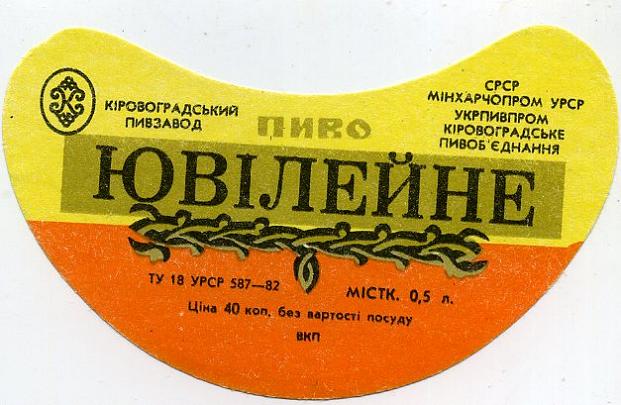 К
КІРОВОГРАДСЬКИЙ
ПИВЗАВОД
СРСР
МІНХАРЧОПРОМ УРСР
УКРПИВПРОМ
КІРОВОГРАДСЬКЕ
ПИВОБ'ЄДНАННЯ
ПИВО
ЮВІЛЕЙНЕ
ТУ 18 УРСР 587—82
МІСТК. 0,5 л.
Ціна 40 коп. без вартості посуду
ВКП